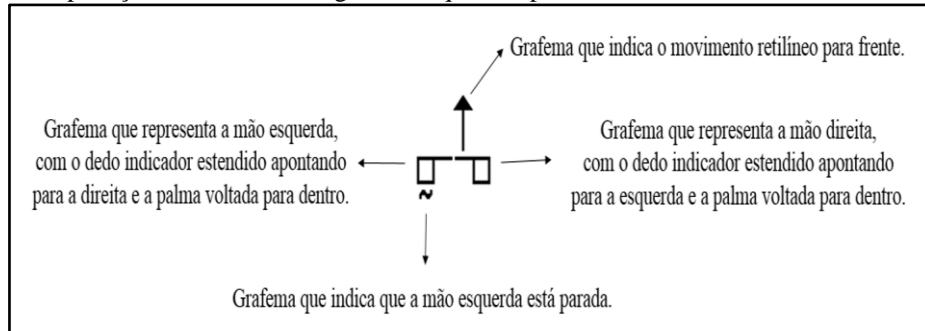 Grafema que indica o movimento retilíneo para frente.
Grafema que representa a mão esquerda,
com o dedo indicador estendido apontando
para a direita e a palma voltada para dentro.
Grafema que representa a mão direita,
com o dedo indicador estendido apontando
para a esquerda e a palma voltada para dentro.
Grafema que indica que a mão esquerda está parada.